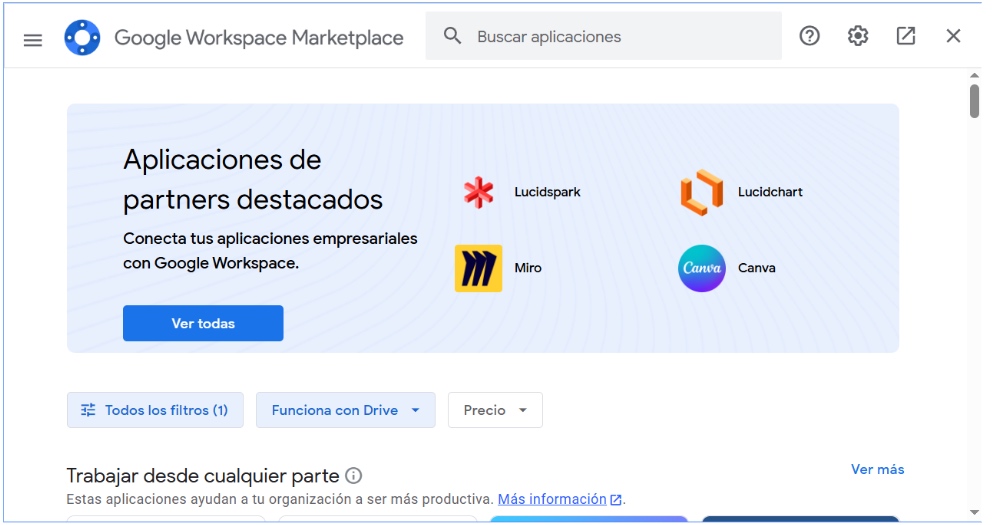 Google Workspace Marketplace
Buscar aplicaciones
Aplicaciones de
partners destacados
Conecta tus aplicaciones empresariales
con Google Workspace.
Ver todas
Lucidspark
Lucidchart
Miro
Canva
Canva
Todos los filtros (1)
Funciona con Drive
Precio
Trabajar desde cualquier parte
Ver más
Estas aplicaciones ayudan a tu organización a ser más productiva. Más información.